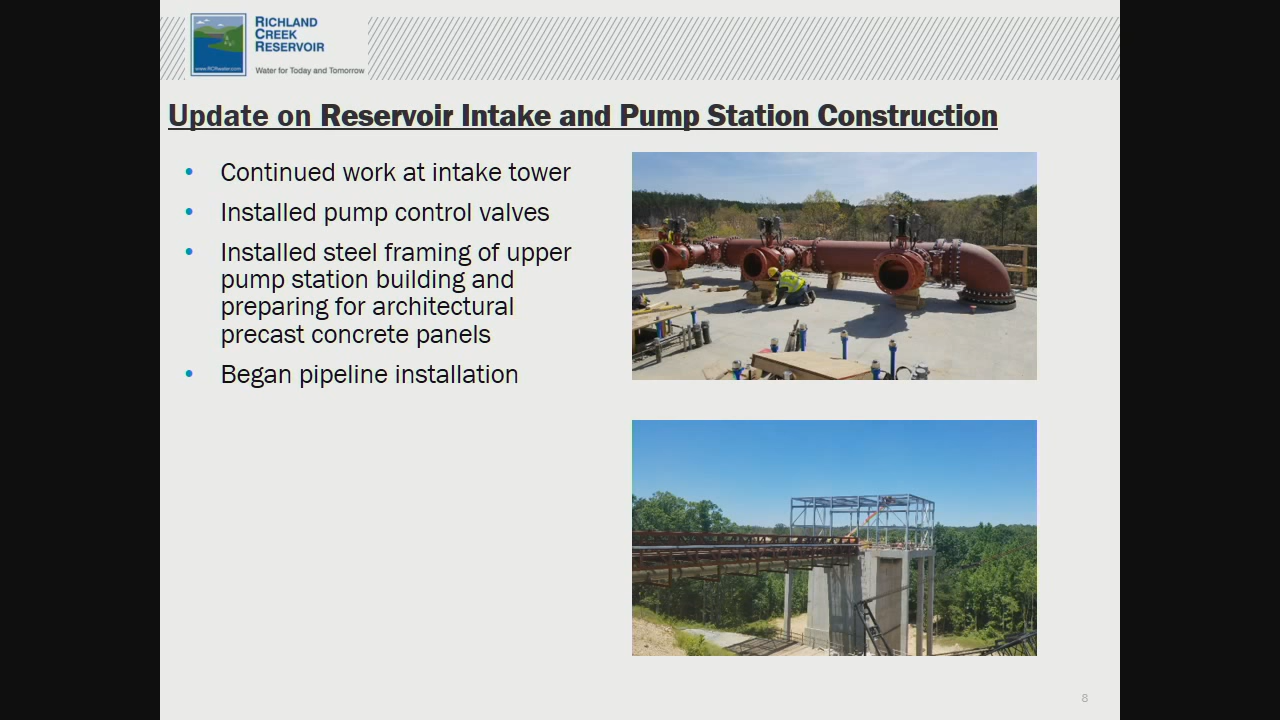 RICHLAND
CREEK
RESERVOIR
www.RCRwater.com
Water for Today and Tomorrow
Update on Reservoir Intake and Pump Station Construction
• Continued work at intake tower
• Installed pump control valves
• Installed steel framing of upper
pump station building and
preparing for architectural
precast concrete panels
• Began pipeline installation
8